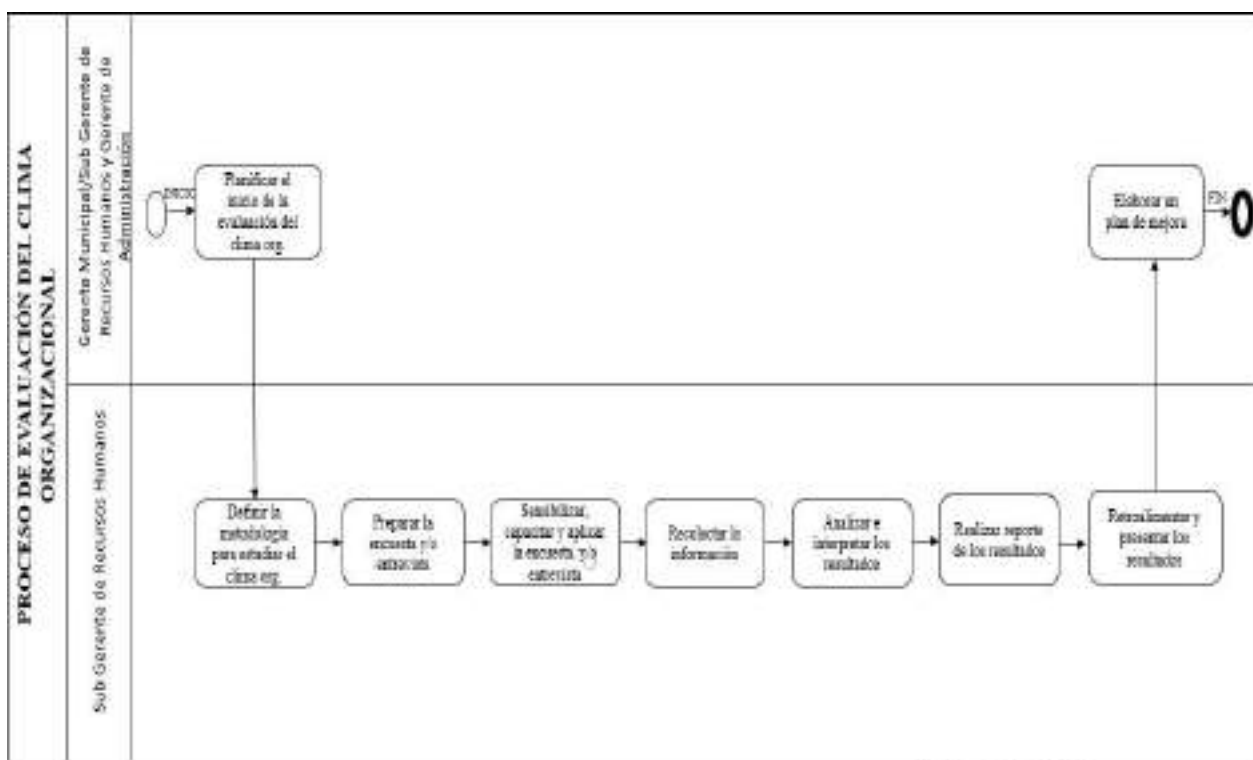 PROCESO DE EVALUACIÓN DEL CLIMA
ORGANIZACIONAL
Gerente Municipal/Sub Gerente de
Recursos Humanos y Gerente de
Administración
INICIO
Planificar el
inicio de la
evaluación del
clima org.
Elaborar un
plan de mejora
FIN
Sub Gerente de Recursos Humanos
Definir la
metodología
para estudiar el
clima org.
Preparar la
encuesta y/o
entrevista
Sensibilizar,
capacitar y aplicar
la encuesta y/o
entrevista
Recolectar la
información
Analizar e
interpretar los
resultados
Realizar reporte
de los resultados
Retroalimentar y
presentar los
resultados